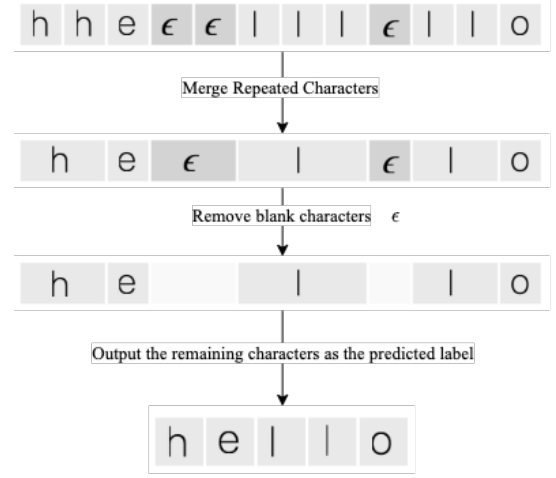 h h e ϵ ϵ l l l ϵ l l o
Merge Repeated Characters
h e ϵ l ϵ l o
Remove blank characters ϵ
h e l l o
Output the remaining characters as the predicted label
h e l l o